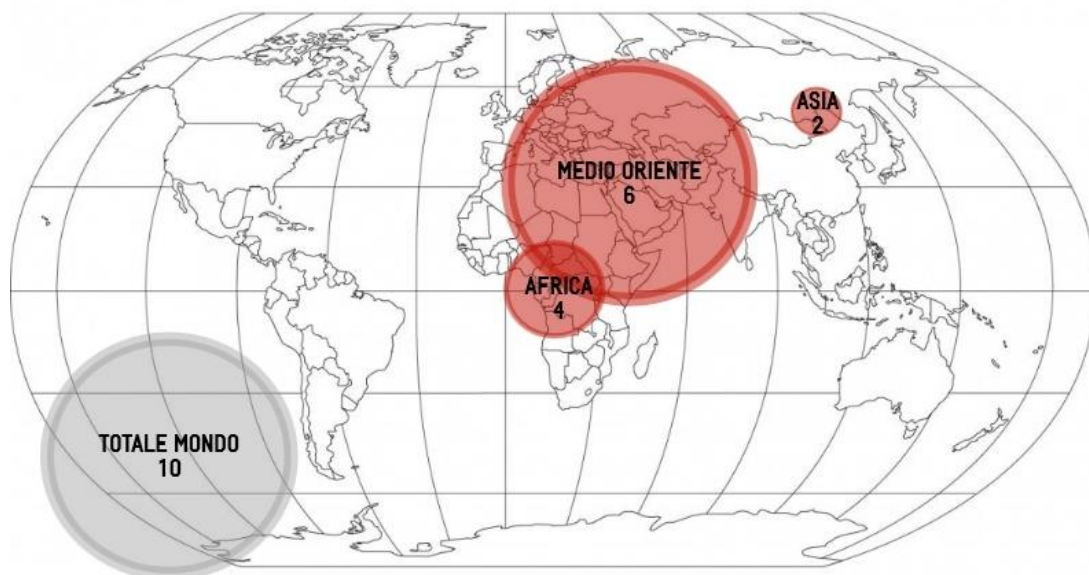 ASIA
2
MEDIO ORIENTE
6
AFRICA
4
TOTALE MONDO
10